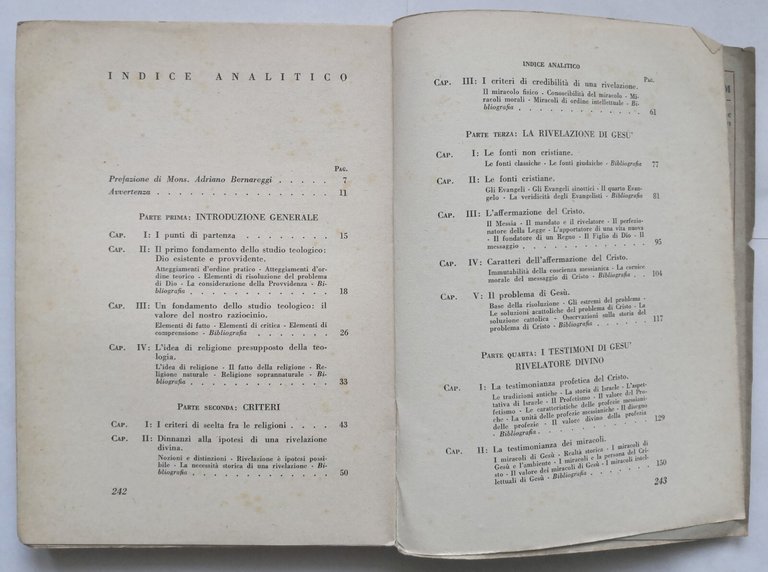 INDICE ANALITICO
PAG.
Prefazione di Mons. Adriano Bernareggi . . . . . 7
Avvertenza . . . . . . . . . . . . . . 11
PARTE PRIMA: INTRODUZIONE GENERALE
CAP. I: I punti di partenza . . . . . . . . 15
CAP. II: Il primo fondamento dello studio teologico:
Dio esistente e provvidente.
Atteggiamenti d'ordine pratico - Atteggiamenti d'or-
dine teorico - Elementi di risoluzione del problema
di Dio - La considerazione della Provvidenza - Bi-
bliografia . . . . . . . . . . . . 18
CAP. III: Un fondamento dello studio teologico: il
valore del nostro raziocinio.
Elementi di fatto - Elementi di critica - Elementi di
comprensione - Bibliografia . . . . . . . 26
CAP. IV: L'idea di religione presupposto della teo-
logia.
L'idea di religione - Il fatto della religione - Re-
ligione naturale - Religione soprannaturale - Bi-
bliografia . . . . . . . . . . . . 33
PARTE SECONDA: CRITERI
CAP. I: I criteri di scelta fra le religioni . . . . 43
CAP. II: Dinnanzi alla ipotesi di una rivelazione
divina.
Nozioni e distinzioni - Rivelazione è ipotesi possi-
bile - La necessità storica di una rivelazione - Bi-
bliografia . . . . . . . . . . . . 50
242
INDICE ANALITICO
PAG.
CAP. III: I criteri di credibilità di una rivelazione.
Il miracolo fisico - Conoscibilità del miracolo - Mi-
racoli morali - Miracoli di ordine intellettuale - Bi-
bliografia . . . . . . . . . . . . 61
PARTE TERZA: LA RIVELAZIONE DI GESU'
CAP. I: Le fonti non cristiane.
Le fonti classiche - Le fonti giudaiche - Bibliografia 77
CAP. II: Le fonti cristiane.
Gli Evangeli - Gli Evangeli sinottici - Il quarto Evan-
gelo - La veridicità degli Evangelisti - Bibliografia 81
CAP. III: L'affermazione del Cristo.
Il Messia - Il mandato e il rivelatore - Il perfezio-
natore della Legge - L'apportatore di una vita nuova
- Il fondatore di un Regno - Il Figlio di Dio - Il
messaggio . . . . . . . . . . . . 95
CAP. IV: Caratteri dell'affermazione del Cristo.
Immutabilità della coscienza messianica - La cornice
morale del messaggio di Cristo - Bibliografia . . 104
CAP. V: Il problema di Gesù.
Base della risoluzione - Gli estremi del problema -
Le soluzioni acattoliche del problema di Cristo - La
soluzione cattolica - Osservazioni sulla storia del
problema di Cristo - Bibliografia . . . . . 117
PARTE QUARTA: I TESTIMONI DI GESU'
RIVELATORE DIVINO
CAP. I: La testimonianza profetica del Cristo.
Le tradizioni antiche - La storia di Israele - L'aspet-
tativa di Israele - Il Profetismo - Il valore del Pro-
fetismo - Le caratteristiche delle profezie messiani-
che - La unità delle profezie messianiche - Il disegno
delle profezie - Il valore divino della profezia
- Bibliografia . . . . . . . . . . . 129
CAP. II: La testimonianza dei miracoli.
I miracoli di Gesù - Realtà storica - I miracoli di
Gesù e l'ambiente - I miracoli e la persona del Cri-
sto - Il valore dei miracoli di Gesù - I miracoli intel-
lettuali di Gesù - Bibliografia . . . . . . 150
243